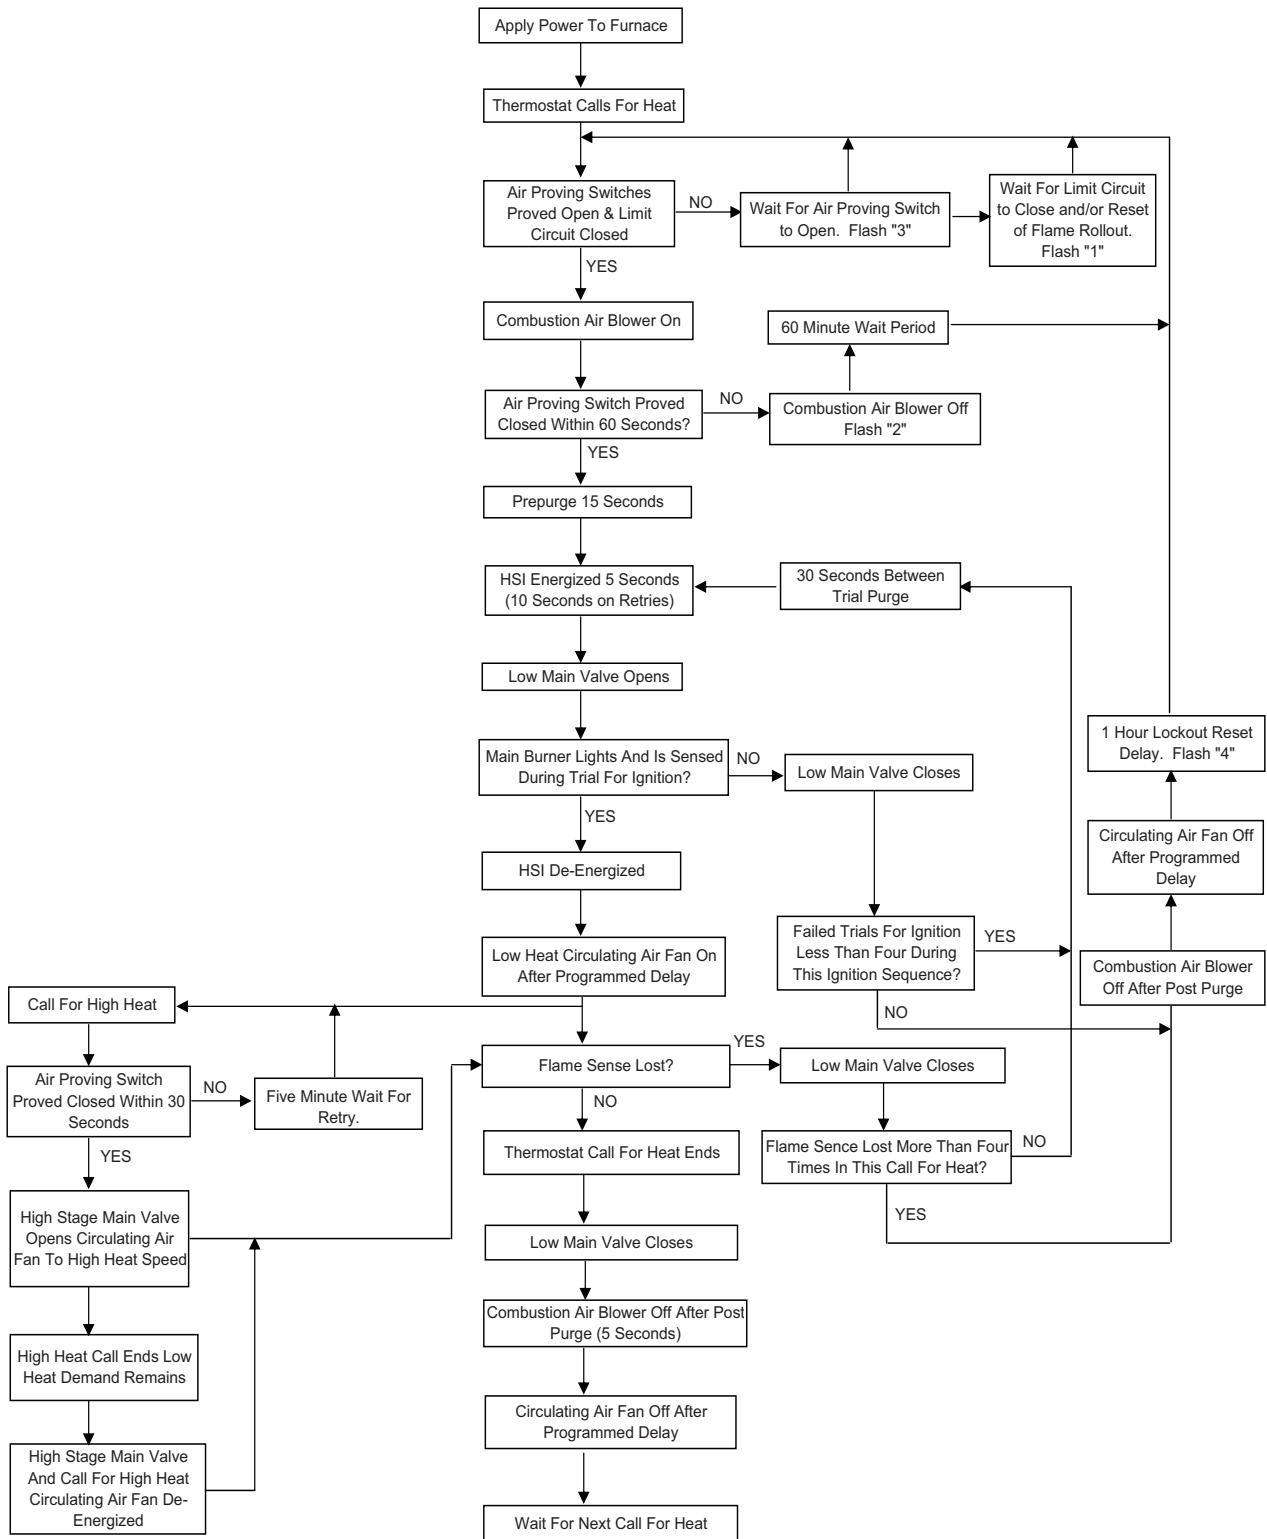 Apply Power To Furnace
Thermostat Calls For Heat
Air Proving Switches
Proved Open & Limit
Circuit Closed
NO
Wait For Air Proving Switch
to Open. Flash "3"
Wait For Limit Circuit
to Close and/or Reset
of Flame Rollout.
Flash "1"
YES
Combustion Air Blower On
60 Minute Wait Period
Air Proving Switch Proved
Closed Within 60 Seconds?
NO
Combustion Air Blower Off
Flash "2"
YES
Prepurge 15 Seconds
HSI Energized 5 Seconds
(10 Seconds on Retries)
30 Seconds Between
Trial Purge
Low Main Valve Opens
Main Burner Lights And Is Sensed
During Trial For Ignition?
NO
Low Main Valve Closes
1 Hour Lockout Reset
Delay. Flash "4"
YES
HSI De-Energized
Circulating Air Fan Off
After Programmed
Delay
Failed Trials For Ignition
Less Than Four During
This Ignition Sequence?
YES
NO
Low Heat Circulating Air Fan On
After Programmed Delay
Combustion Air Blower
Off After Post Purge
Call For High Heat
Flame Sense Lost?
YES
Low Main Valve Closes
Air Proving Switch
Proved Closed Within 30
Seconds
NO
Five Minute Wait For
Retry.
NO
YES
Thermostat Call For Heat Ends
Flame Sence Lost More Than Four
Times In This Call For Heat?
NO
YES
High Stage Main Valve
Opens Circulating Air
Fan To High Heat Speed
Low Main Valve Closes
Combustion Air Blower Off After Post
Purge (5 Seconds)
High Heat Call Ends Low
Heat Demand Remains
Circulating Air Fan Off After
Programmed Delay
High Stage Main Valve
And Call For High Heat
Circulating Air Fan De-
Energized
Wait For Next Call For Heat